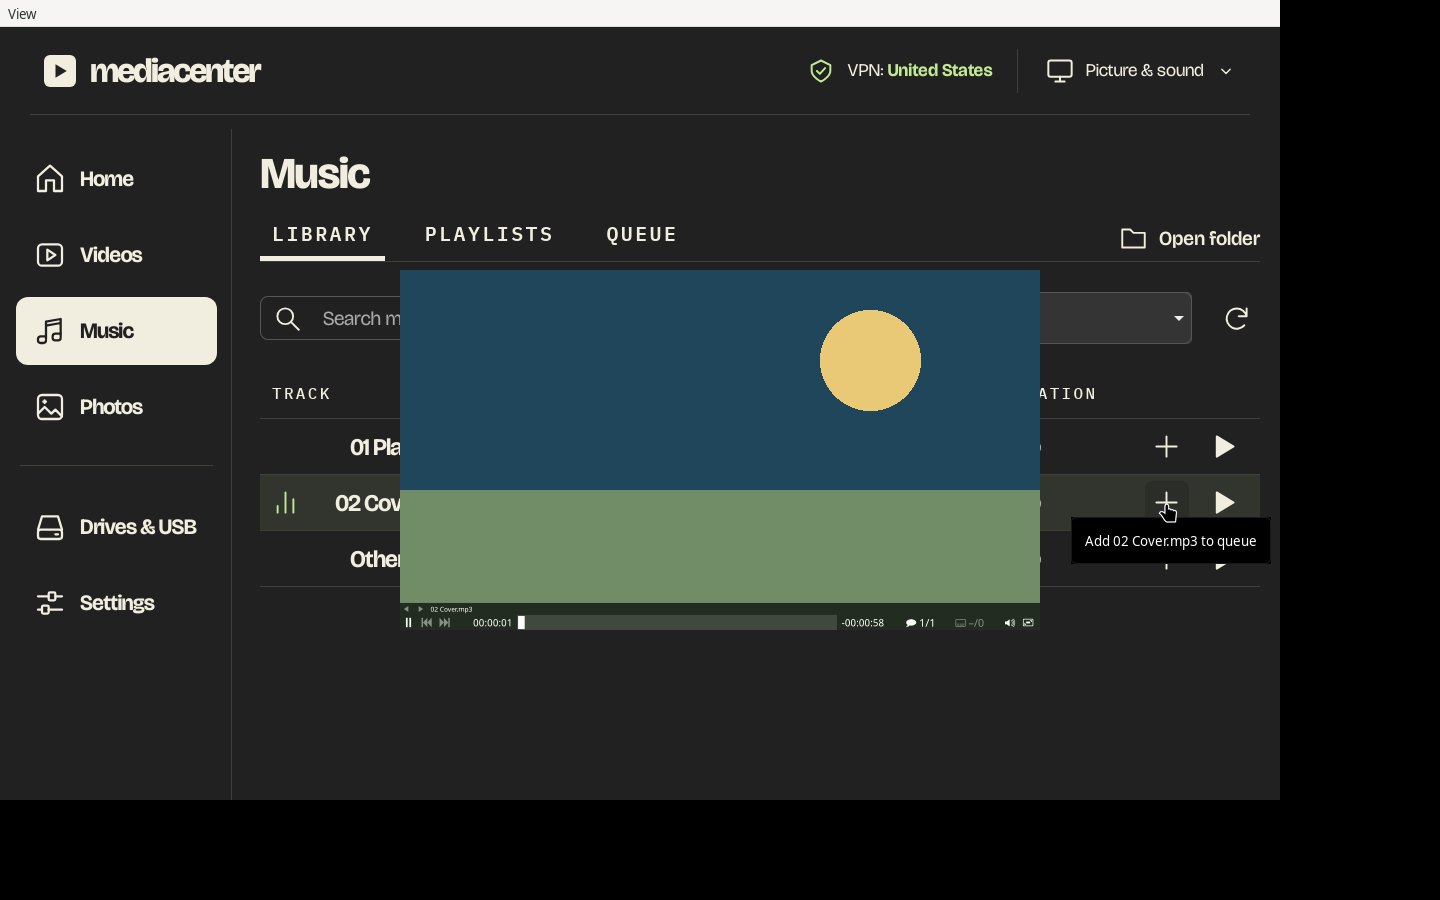 View
mediacenter
VPN: United States
Picture & sound
Home
Videos
Music
Photos
Drives & USB
Settings
Music
LIBRARY PLAYLISTS QUEUE
Open folder
Search m
TRACK
ATION
01 Pla
02 Cov
Add 02 Cover.mp3 to queue
Other
02 Cover.mp3
00:00:01
-00:00:58
1/1
–/0